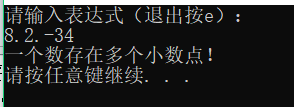 请输入表达式（退出按e）：
8.2.-34
一个数存在多个小数点！
请按任意键继续. . .